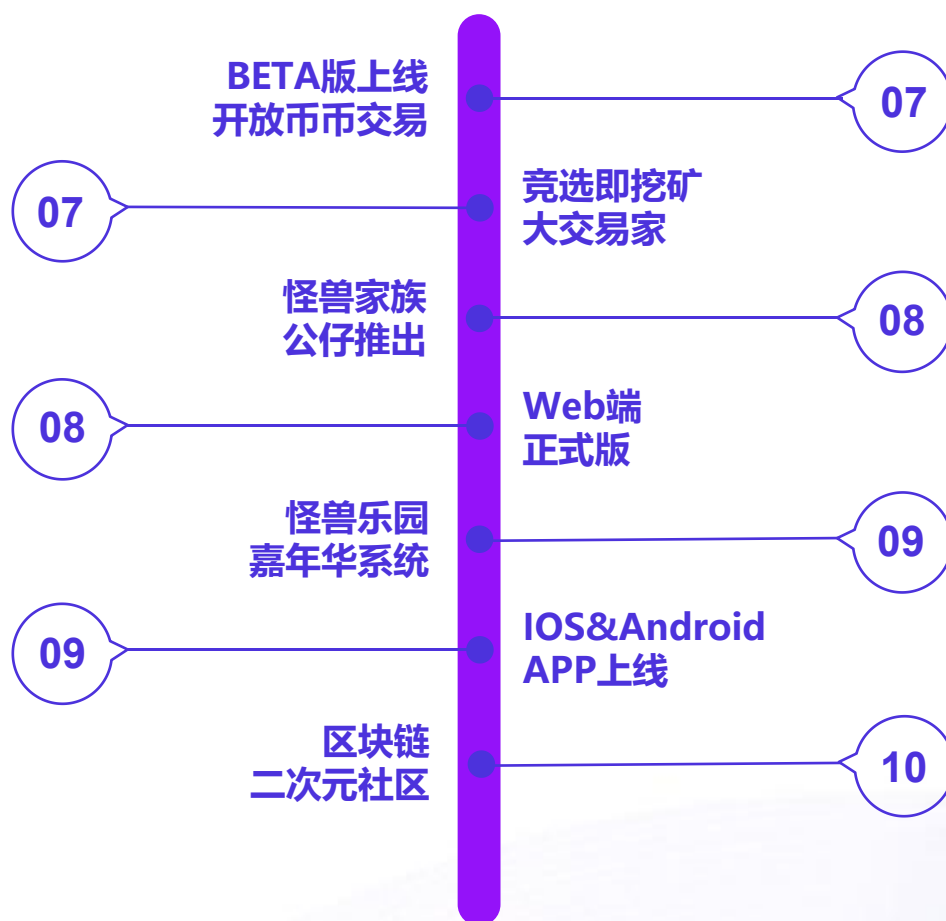 BETA版上线
开放币币交易
07
07
竞选即挖矿
大交易家
怪兽家族
公仔推出
08
08
Web端
正式版
怪兽乐园
嘉年华系统
09
09
IOS&Android
APP上线
区块链
二次元社区
10